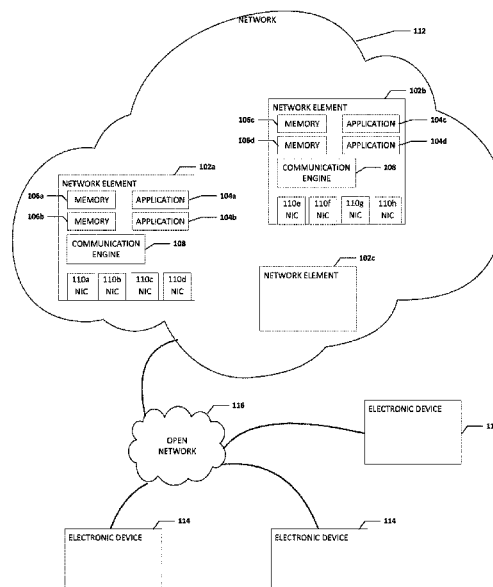 NETWORK
112
102b
NETWORK ELEMENT
106c
MEMORY
APPLICATION
104c
106d
MEMORY
APPLICATION
104d
COMMUNICATION
ENGINE
108
110e
NIC
110f
NIC
110g
NIC
110h
NIC
102a
NETWORK ELEMENT
106a
MEMORY
APPLICATION
104a
106b
MEMORY
APPLICATION
104b
COMMUNICATION
ENGINE
108
110a
NIC
110b
NIC
110c
NIC
110d
NIC
NETWORK ELEMENT
102c
116
OPEN
NETWORK
ELECTRONIC DEVICE
11
114
ELECTRONIC DEVICE
114
ELECTRONIC DEVICE